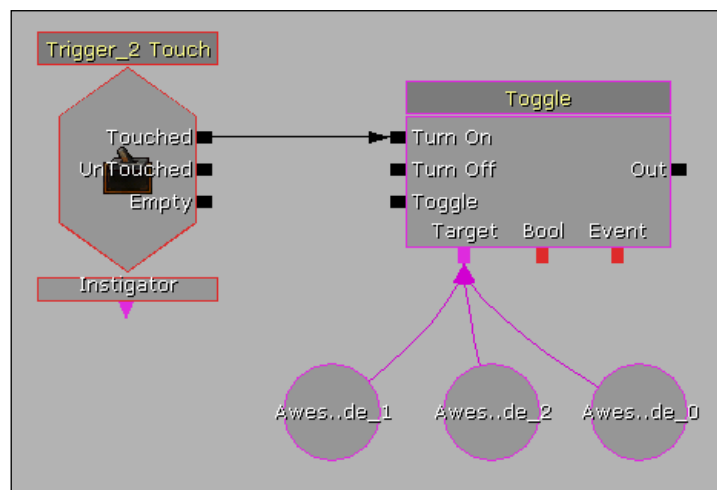 Trigger_2 Touch
Touched
UnTouched
Empty
Instigator
Toggle
Turn On
Turn Off
Toggle
Out
Target Bool Event
Awes..de_1 Awes..de_2 Awes..de_0